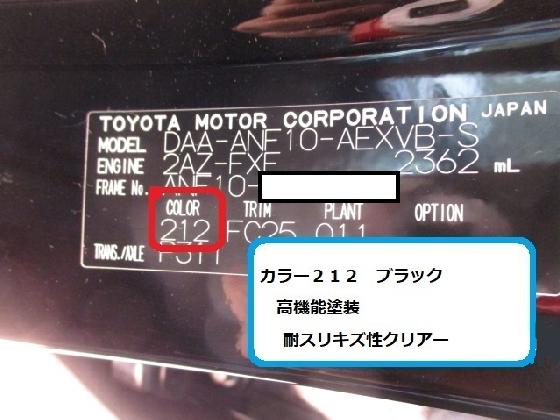 TOYOTA MOTOR CORPORATION JAPAN
MODEL DAA-ANE10-AEXVB-S
ENGINE 2AZ-FXE 2362 mL
FRAME No. ANE10-
COLOR TRIM PLANT OPTION
212 FC25 011
TRANS./AXLE P311
カラー212 ブラック
高機能塗装
耐スリキズ性クリアー